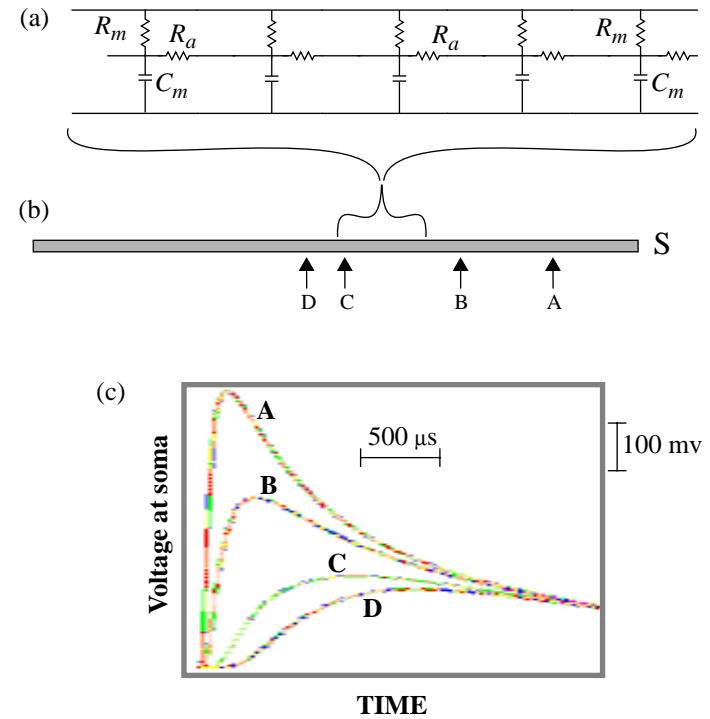 (a)
R_m R_a R_a R_m
C_m C_m
(b)
S
D C B A
(c)
A
500 μs
100 mv
B
C
D
Voltage at soma
TIME